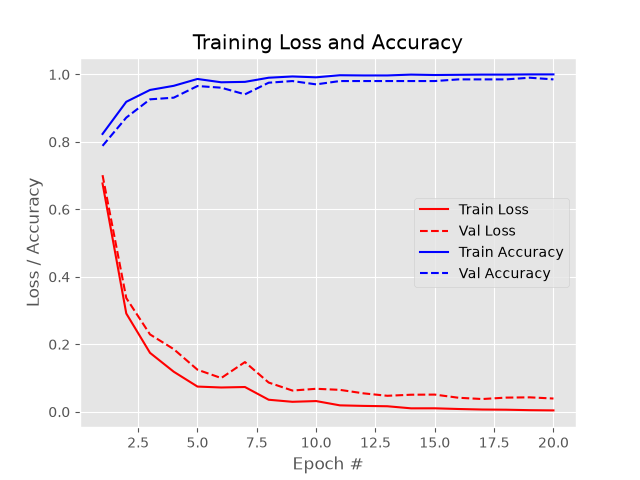 Training Loss and Accuracy
1.0
0.8
0.6
0.4
0.2
0.0
Loss / Accuracy
Train Loss
Val Loss
Train Accuracy
Val Accuracy
2.5 5.0 7.5 10.0 12.5 15.0 17.5 20.0
Epoch #